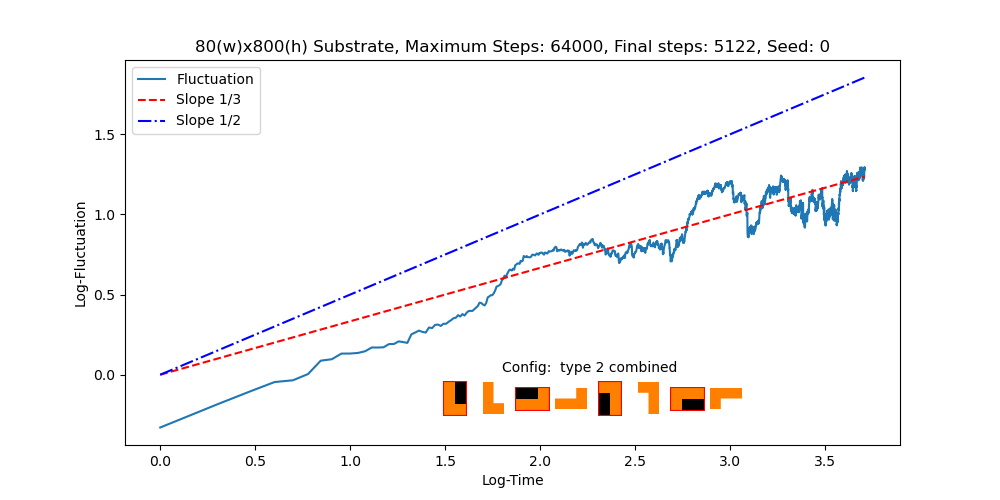 80(w)x800(h) Substrate, Maximum Steps: 64000, Final steps: 5122, Seed: 0
Fluctuation
Slope 1/3
Slope 1/2
Log-Fluctuation
1.5
1.0
0.5
0.0
Config:  type 2 combined
0.0 0.5 1.0 1.5 2.0 2.5 3.0 3.5
Log-Time